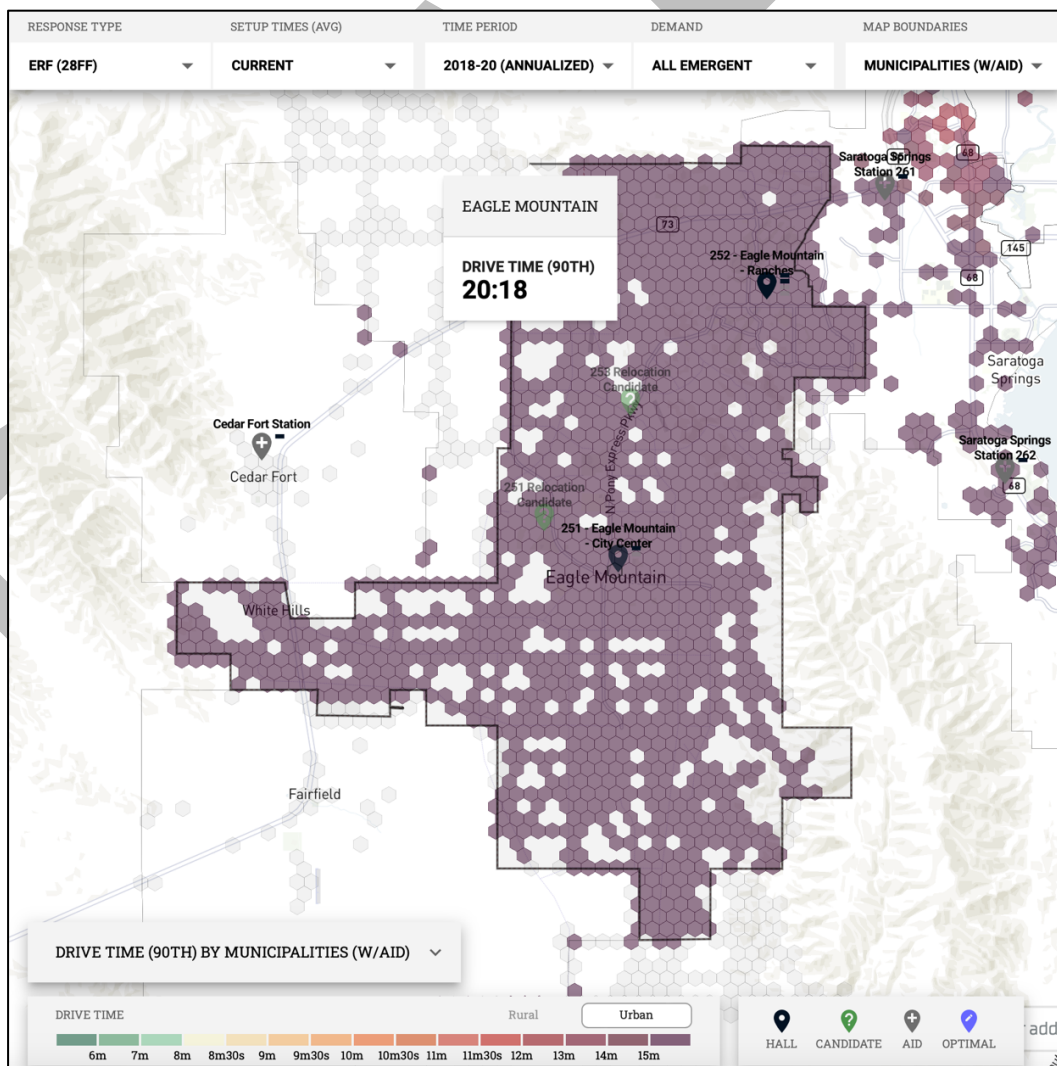 RESPONSE TYPE
SETUP TIMES (AVG)
TIME PERIOD
DEMAND
MAP BOUNDARIES
ERF (28FF)
CURRENT
2018-20 (ANNUALIZED)
ALL EMERGENT
MUNICIPALITIES (W/AID)
Saratoga Springs
Station 261
68
EAGLE MOUNTAIN
73
145
DRIVE TIME (90TH)
20:18
252 - Eagle Mountain
- Ranches
68
Saratoga
Springs
253 Relocation
Candidate
Cedar Fort Station
Cedar Fort
N Pony Express Pkwy
Saratoga Springs
Station 262
68
251 Relocation
Candidate
251 - Eagle Mountain
- City Center
Eagle Mountain
White Hills
Fairfield
DRIVE TIME (90TH) BY MUNICIPALITIES (W/AID)
DRIVE TIME
Rural
Urban
6m 7m 8m 8m30s 9m 9m30s 10m 10m30s 11m 11m30s 12m 13m 14m 15m
HALL
CANDIDATE
AID
OPTIMAL